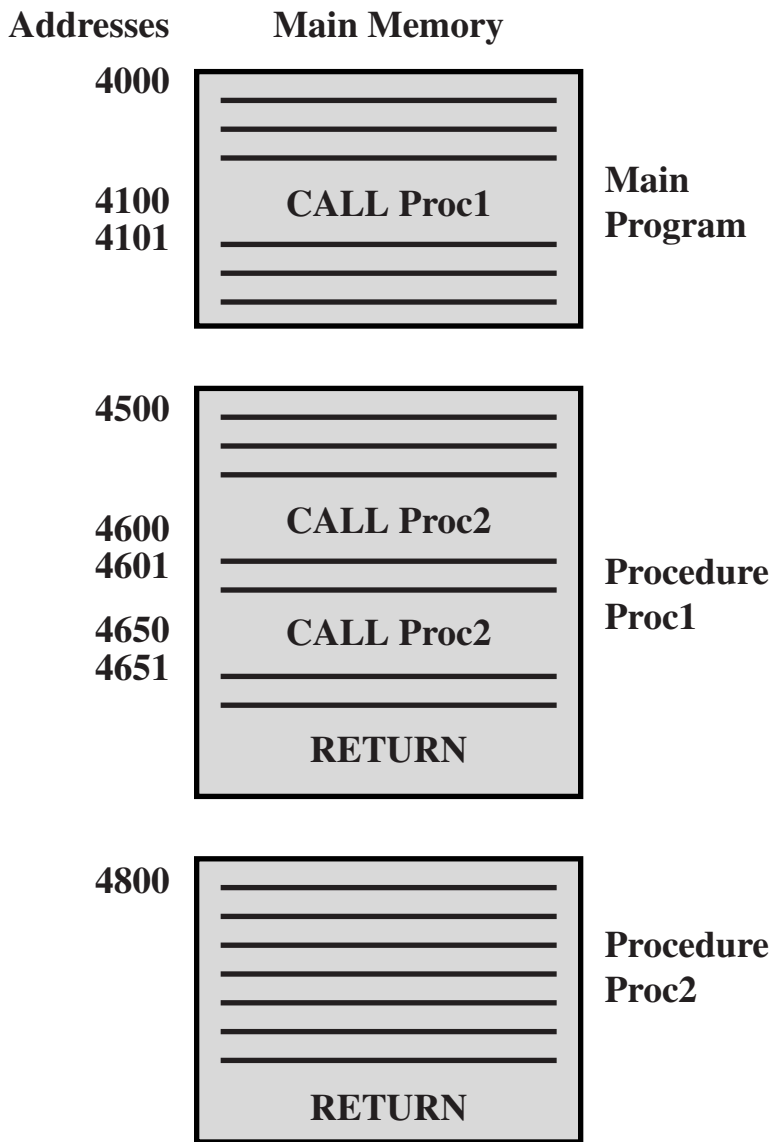 Addresses Main Memory
4000
4100 CALL Proc1
4101
Main
Program
4500
4600 CALL Proc2
4601
4650 CALL Proc2
4651
RETURN
Procedure
Proc1
4800
RETURN
Procedure
Proc2